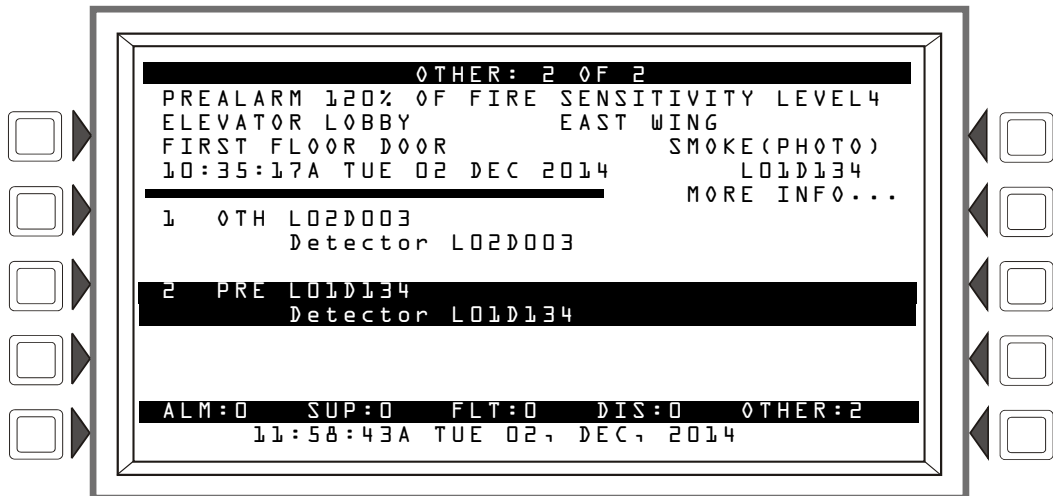 OTHER: 2 OF 2
PREALARM 120% OF FIRE SENSITIVITY LEVEL4
ELEVATOR LOBBY EAST WING
FIRST FLOOR DOOR SMOKE(PHOTO)
10:35:17A TUE 02 DEC 2014 L01D134
MORE INFO...
1 OTH L02D003
Detector L02D003
2 PRE L01D134
Detector L01D134
ALM:0 SUP:0 FLT:0 DIS:0 OTHER:2
11:58:43A TUE 02, DEC, 2014